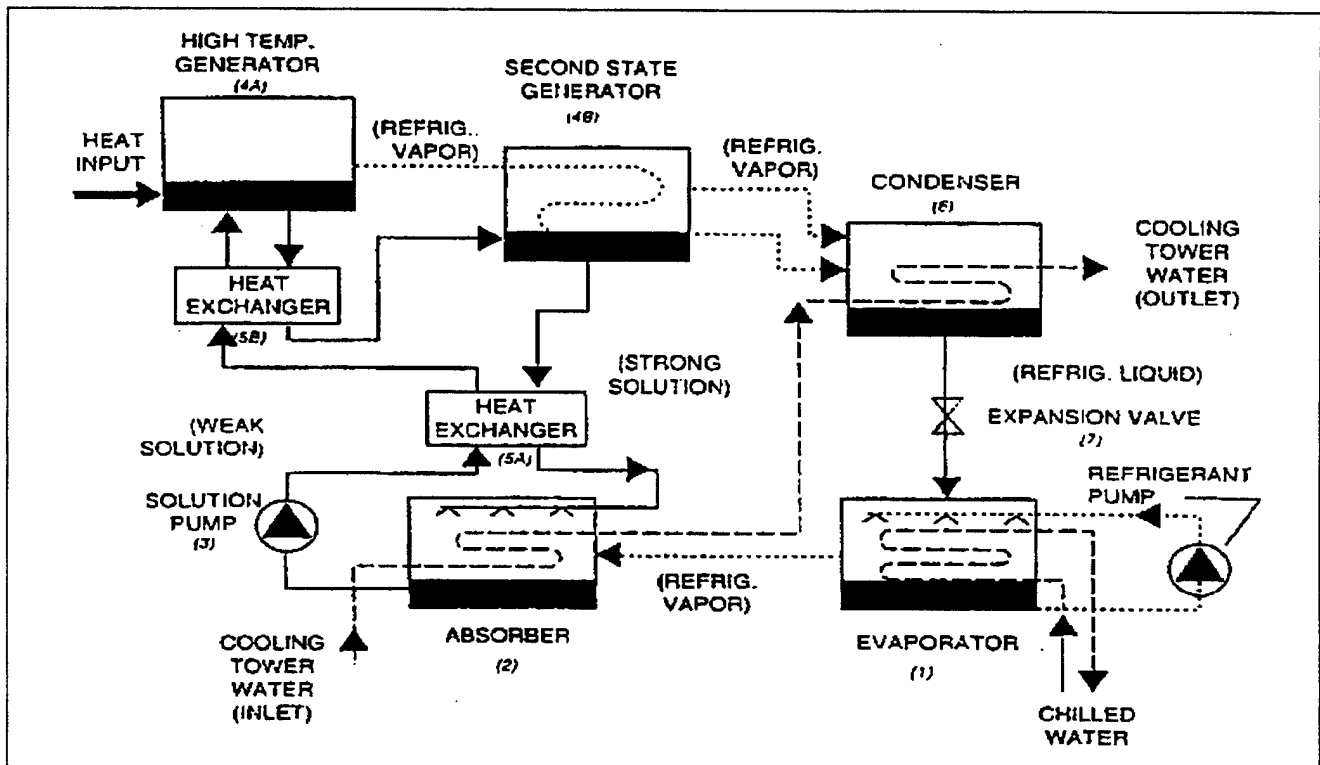 HIGH TEMP.
GENERATOR
(4A)
SECOND STATE
GENERATOR
(4B)
HEAT
INPUT
(REFRIG..
VAPOR)
(REFRIG.
VAPOR)
CONDENSER
(6)
COOLING
TOWER
WATER
(OUTLET)
HEAT
EXCHANGER
(5B)
(STRONG
SOLUTION)
(REFRIG. LIQUID)
HEAT
EXCHANGER
(5A)
EXPANSION VALVE
(7)
(WEAK
SOLUTION)
SOLUTION
PUMP
(3)
REFRIGERANT
PUMP
(REFRIG.
VAPOR)
ABSORBER
(2)
EVAPORATOR
(1)
COOLING
TOWER
WATER
(INLET)
CHILLED
WATER